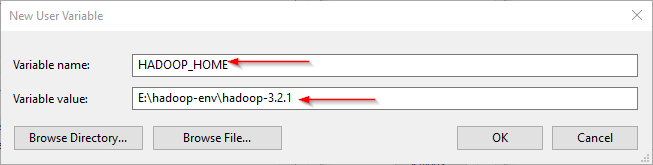 New User Variable
Variable name: HADOOP_HOME
Variable value: E:\hadoop-env\hadoop-3.2.1
Browse Directory... Browse File... OK Cancel